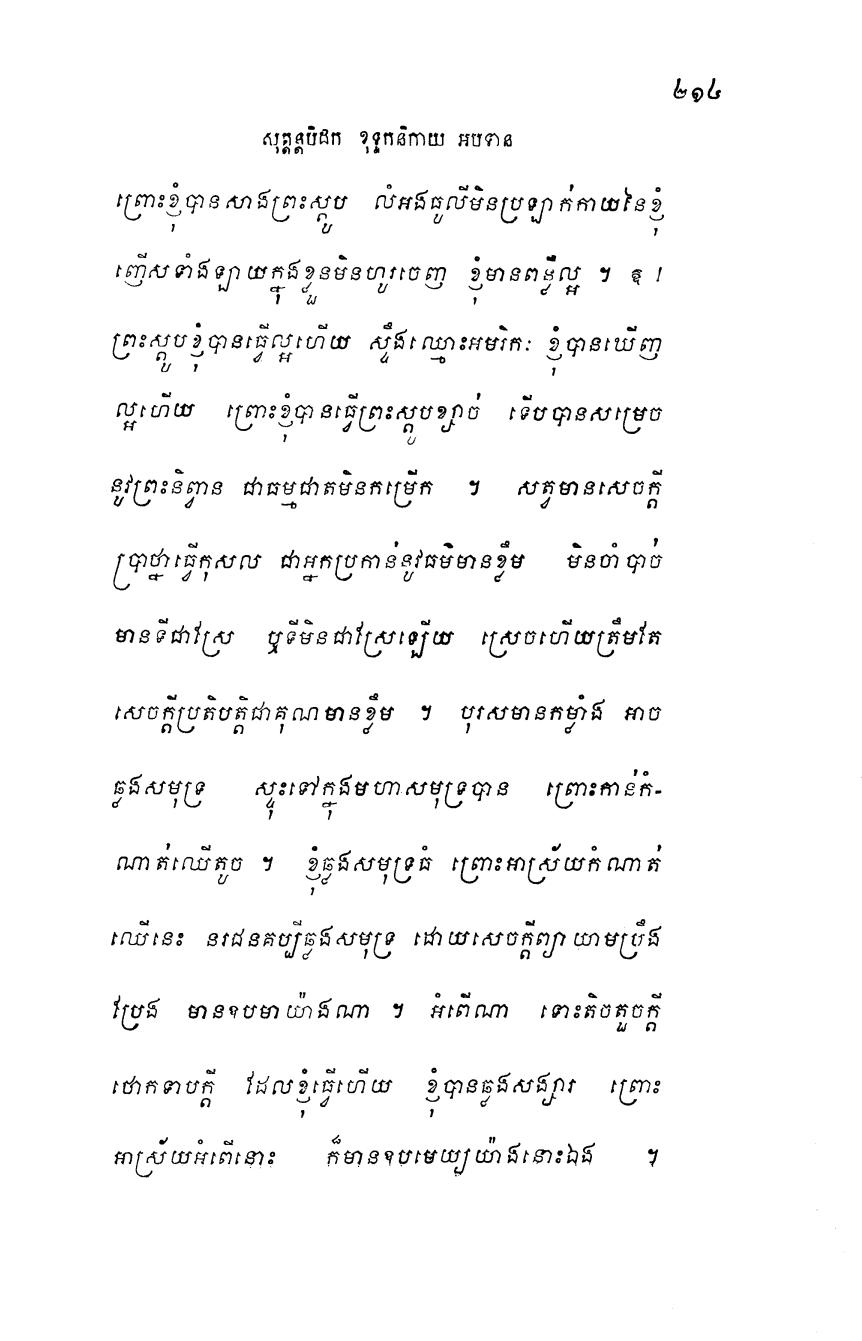 ២១៤
សុត្តន្តបិដក ខុទ្ទកនិកាយ អបទាន
ព្រោះខ្ញុំបានសាងព្រះស្តូប លំអងធូលីមិនប្រឡាក់កាយនៃខ្ញុំ
ញើសទាំងឡាយក្នុងខ្លួនមិនហូរចេញ ខ្ញុំមានពន្លឺល្អ ។ ឱ !
ព្រះស្តូបខ្ញុំបានធ្វើល្អហើយ ស្ទឹងឈ្មោះអមរិកៈ ខ្ញុំបានឃើញ
ល្អហើយ ព្រោះខ្ញុំបានធ្វើព្រះស្តូបខ្សាច់ ទើបបានសម្រេច
នូវព្រះនិព្វាន ជាធម្មជាតមិនកម្រើក ។ សត្វមានសេចក្តី
ប្រាថ្នាធ្វើកុសល ជាអ្នកប្រកាន់នូវធម៌មានខ្លឹម មិនចាំបាច់
មានទីជាស្រែ ឬទីមិនជាស្រែឡើយ ស្រេចហើយត្រឹមតែ
សេចក្តីប្រតិបត្តិជាគុណមានខ្លឹម ។ បុរសមានកម្លាំង អាច
ឆ្លងសមុទ្រ ស្ទុះទៅក្នុងមហាសមុទ្របាន ព្រោះកាន់កំ-
ណាត់ឈើតូច ។ ខ្ញុំឆ្លងសមុទ្រធំ ព្រោះអាស្រ័យកំណាត់
ឈើនេះ នរជនគប្បីឆ្លងសមុទ្រ ដោយសេចក្តីព្យាយាមប្រឹង
ប្រែង មានឧបមាយ៉ាងណា ។ អំពើណា ទោះតិចតួចក្តី
ថោកទាបក្តី ដែលខ្ញុំធ្វើហើយ ខ្ញុំបានឆ្លងសង្សារ ព្រោះ
អាស្រ័យអំពើនោះ ក៏មានឧបមេយ្យយ៉ាងនោះឯង ។